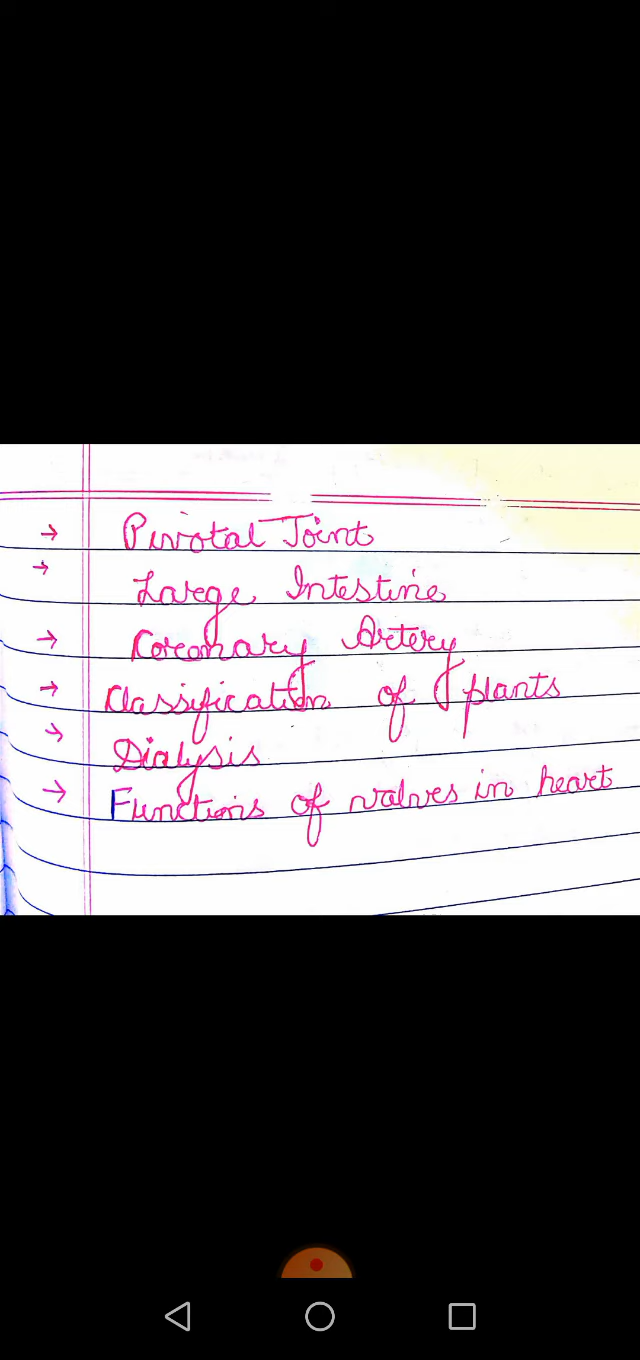 → Pivotal Joint
→ Large Intestine
→ Coronary Artery
→ Classification of plants
→ Dialysis
→ Functions of valves in heart